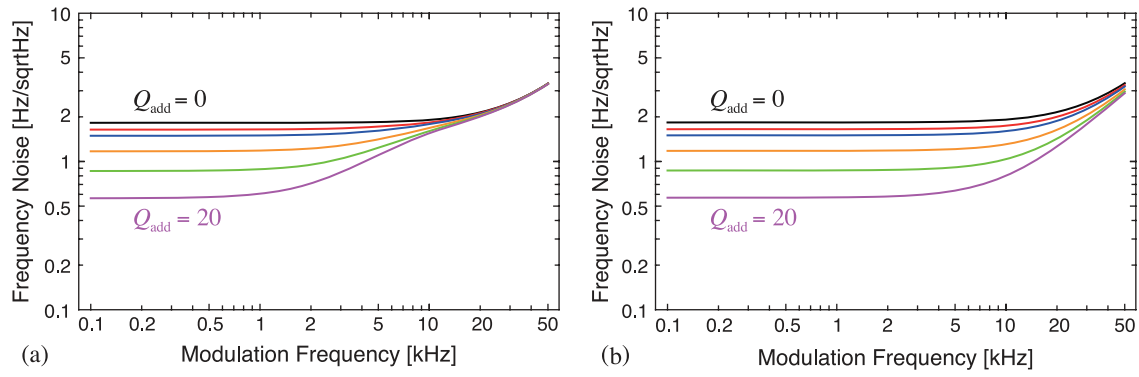 10
5
2
1
0.5
0.2
0.1
Frequency Noise [Hz/sqrtHz]
Qadd = 0
Qadd = 20
0.1 0.2 0.5 1 2 5 10 20 50
(a) Modulation Frequency [kHz]
10
5
2
1
0.5
0.2
0.1
Frequency Noise [Hz/sqrtHz]
Qadd = 0
Qadd = 20
0.1 0.2 0.5 1 2 5 10 20 50
(b) Modulation Frequency [kHz]